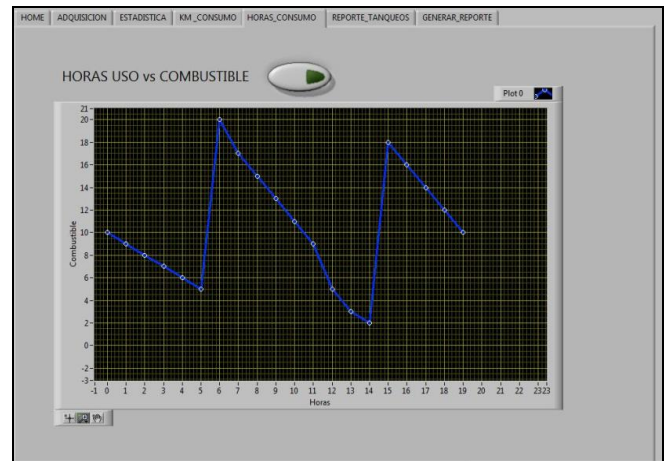 HOME ADQUISICION ESTADISTICA KM_CONSUMO HORAS_CONSUMO REPORTE_TANQUEOS GENERAR_REPORTE
HORAS USO vs COMBUSTIBLE
Plot 0
Combustible
21
20
18
16
14
12
10
8
6
4
2
0
-2
-3
-1 0 1 2 3 4 5 6 7 8 9 10 11 12 13 14 15 16 17 18 19 20 21 22 23 23
Horas